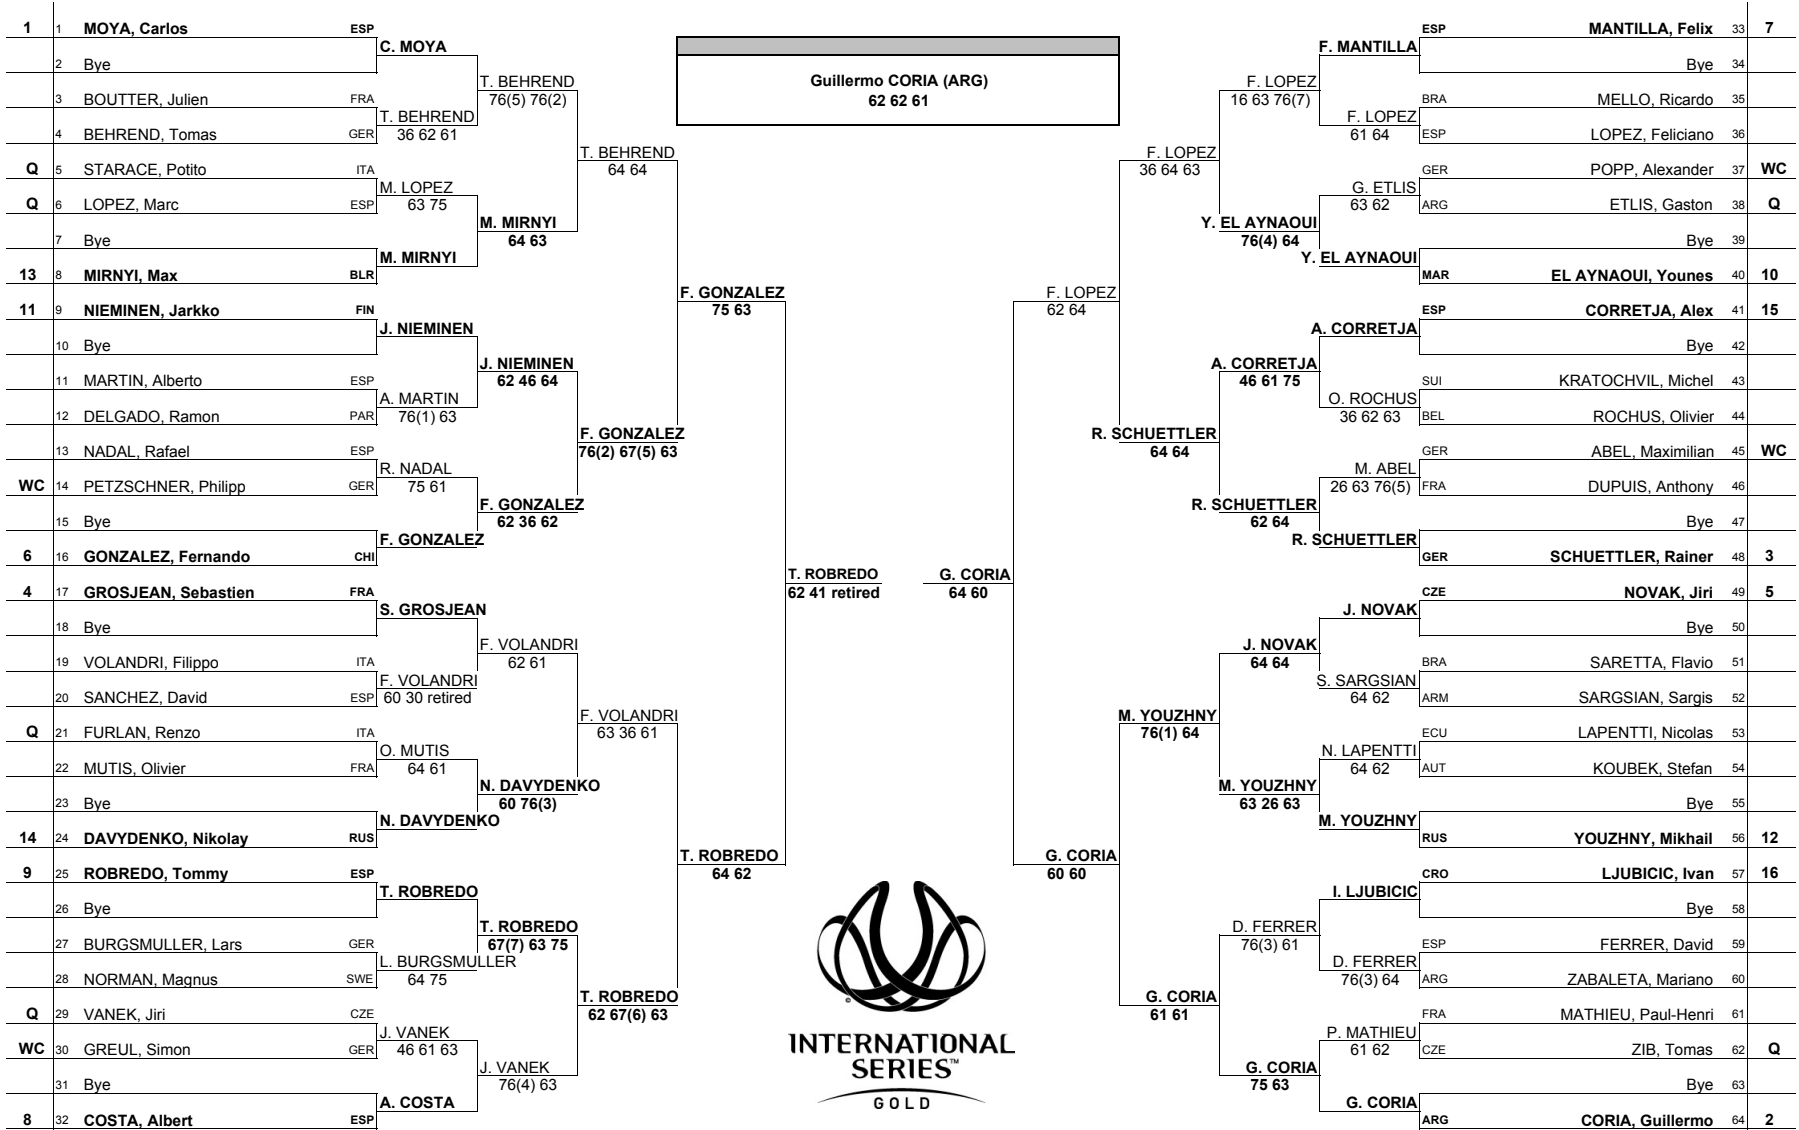 1 1 MOYA, Carlos ESP
2 Bye
3 BOUTTER, Julien FRA
4 BEHREND, Tomas GER
Q 5 STARACE, Potito ITA
Q 6 LOPEZ, Marc ESP
7 Bye
13 8 MIRNYI, Max BLR
11 9 NIEMINEN, Jarkko FIN
10 Bye
11 MARTIN, Alberto ESP
12 DELGADO, Ramon PAR
13 NADAL, Rafael ESP
WC 14 PETZSCHNER, Philipp GER
15 Bye
6 16 GONZALEZ, Fernando CHI
4 17 GROSJEAN, Sebastien FRA
18 Bye
19 VOLANDRI, Filippo ITA
20 SANCHEZ, David ESP
Q 21 FURLAN, Renzo ITA
22 MUTIS, Olivier FRA
23 Bye
14 24 DAVYDENKO, Nikolay RUS
9 25 ROBREDO, Tommy ESP
26 Bye
27 BURGSMULLER, Lars GER
28 NORMAN, Magnus SWE
Q 29 VANEK, Jiri CZE
WC 30 GREUL, Simon GER
31 Bye
8 32 COSTA, Albert ESP
C. MOYA
T. BEHREND
36 62 61
M. LOPEZ
63 75
M. MIRNYI
J. NIEMINEN
A. MARTIN
76(1) 63
R. NADAL
75 61
F. GONZALEZ
S. GROSJEAN
F. VOLANDRI
60 30 retired
O. MUTIS
64 61
N. DAVYDENKO
T. ROBREDO
L. BURGSMULLER
64 75
J. VANEK
46 61 63
A. COSTA
T. BEHREND
76(5) 76(2)
M. MIRNYI
64 63
J. NIEMINEN
62 46 64
F. GONZALEZ
62 36 62
F. VOLANDRI
62 61
N. DAVYDENKO
60 76(3)
T. ROBREDO
67(7) 63 75
J. VANEK
76(4) 63
T. BEHREND
64 64
F. GONZALEZ
76(2) 67(5) 63
F. VOLANDRI
63 36 61
T. ROBREDO
62 67(6) 63
F. GONZALEZ
75 63
T. ROBREDO
64 62
T. ROBREDO
62 41 retired
Guillermo CORIA (ARG)
62 62 61
INTERNATIONAL
SERIES™
GOLD
G. CORIA
64 60
F. LOPEZ
62 64
G. CORIA
60 60
F. LOPEZ
36 64 63
R. SCHUETTLER
64 64
M. YOUZHNY
76(1) 64
G. CORIA
61 61
F. LOPEZ
16 63 76(7)
Y. EL AYNAOUI
76(4) 64
A. CORRETJA
46 61 75
R. SCHUETTLER
62 64
J. NOVAK
64 64
M. YOUZHNY
63 26 63
D. FERRER
76(3) 61
G. CORIA
75 63
F. MANTILLA
F. LOPEZ
61 64
G. ETLIS
63 62
Y. EL AYNAOUI
A. CORRETJA
O. ROCHUS
36 62 63
M. ABEL
26 63 76(5)
R. SCHUETTLER
J. NOVAK
S. SARGSIAN
64 62
N. LAPENTTI
64 62
M. YOUZHNY
I. LJUBICIC
D. FERRER
76(3) 64
P. MATHIEU
61 62
G. CORIA
ESP MANTILLA, Felix 33 7
Bye 34
BRA MELLO, Ricardo 35
ESP LOPEZ, Feliciano 36
GER POPP, Alexander 37 WC
ARG ETLIS, Gaston 38 Q
Bye 39
MAR EL AYNAOUI, Younes 40 10
ESP CORRETJA, Alex 41 15
Bye 42
SUI KRATOCHVIL, Michel 43
BEL ROCHUS, Olivier 44
GER ABEL, Maximilian 45 WC
FRA DUPUIS, Anthony 46
Bye 47
GER SCHUETTLER, Rainer 48 3
CZE NOVAK, Jiri 49 5
Bye 50
BRA SARETTA, Flavio 51
ARM SARGSIAN, Sargis 52
ECU LAPENTTI, Nicolas 53
AUT KOUBEK, Stefan 54
Bye 55
RUS YOUZHNY, Mikhail 56 12
CRO LJUBICIC, Ivan 57 16
Bye 58
ESP FERRER, David 59
ARG ZABALETA, Mariano 60
FRA MATHIEU, Paul-Henri 61
CZE ZIB, Tomas 62 Q
Bye 63
ARG CORIA, Guillermo 64 2